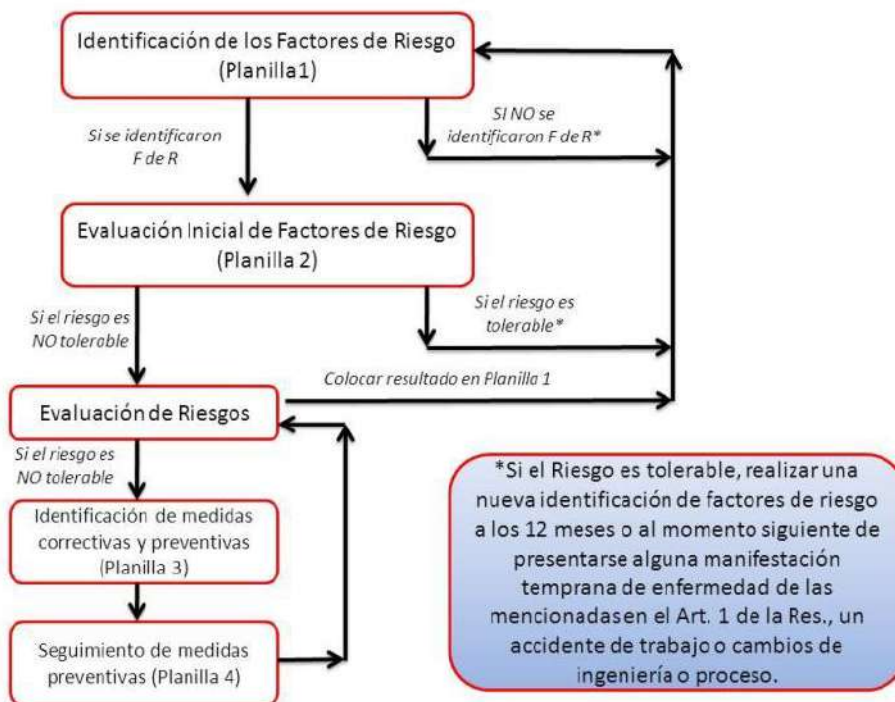 Identificación de los Factores de Riesgo
(Planilla1)
Si se identificaron
F de R
SI NO se
identificaron F de R*
Evaluación Inicial de Factores de Riesgo
(Planilla 2)
Si el riesgo es
NO tolerable
Si el riesgo es
tolerable*
Colocar resultado en Planilla 1
Evaluación de Riesgos
Si el riesgo es
NO tolerable
Identificación de medidas
correctivas y preventivas
(Planilla 3)
Seguimiento de medidas
preventivas (Planilla 4)
*Si el Riesgo es tolerable, realizar una
nueva identificación de factores de riesgo
a los 12 meses o al momento siguiente de
presentarse alguna manifestación
temprana de enfermedad de las
mencionadas en el Art. 1 de la Res., un
accidente de trabajo o cambios de
ingeniería o proceso.